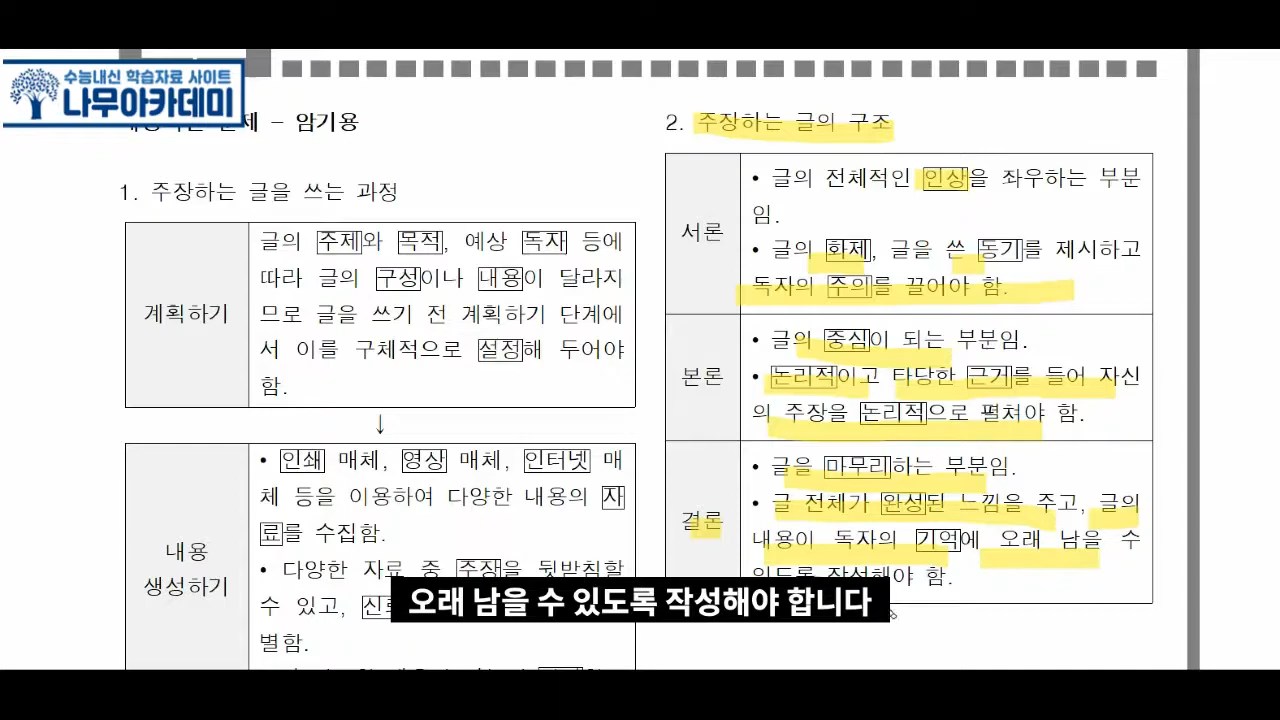 수능내신 학습자료 사이트
나무아카데미
- 암기용
1. 주장하는 글을 쓰는 과정
계획하기
글의 주제와 목적, 예상 독자 등에
따라 글의 구성이나 내용이 달라지
므로 글을 쓰기 전 계획하기 단계에
서 이를 구체적으로 설정해 두어야
함.
↓
내용
생성하기
• 인쇄 매체, 영상 매체, 인터넷 매
체 등을 이용하여 다양한 내용의 자
료를 수집함.
• 다양한 자료 중 주장을 뒷받침할
수 있고,
별함.
2. 주장하는 글의 구조
서론
• 글의 전체적인 인상을 좌우하는 부분
임.
• 글의 화제, 글을 쓴 동기를 제시하고
독자의 주의를 끌어야 함.
본론
• 글의 중심이 되는 부분임.
• 논리적이고 타당한 근거를 들어 자신
의 주장을 논리적으로 펼쳐야 함.
결론
• 글을 마무리하는 부분임.
• 글 전체가 완성된 느낌을 주고, 글의
내용이 독자의 기억에 오래 남을 수
있도록 작성해야 함.
오래 남을 수 있도록 작성해야 합니다